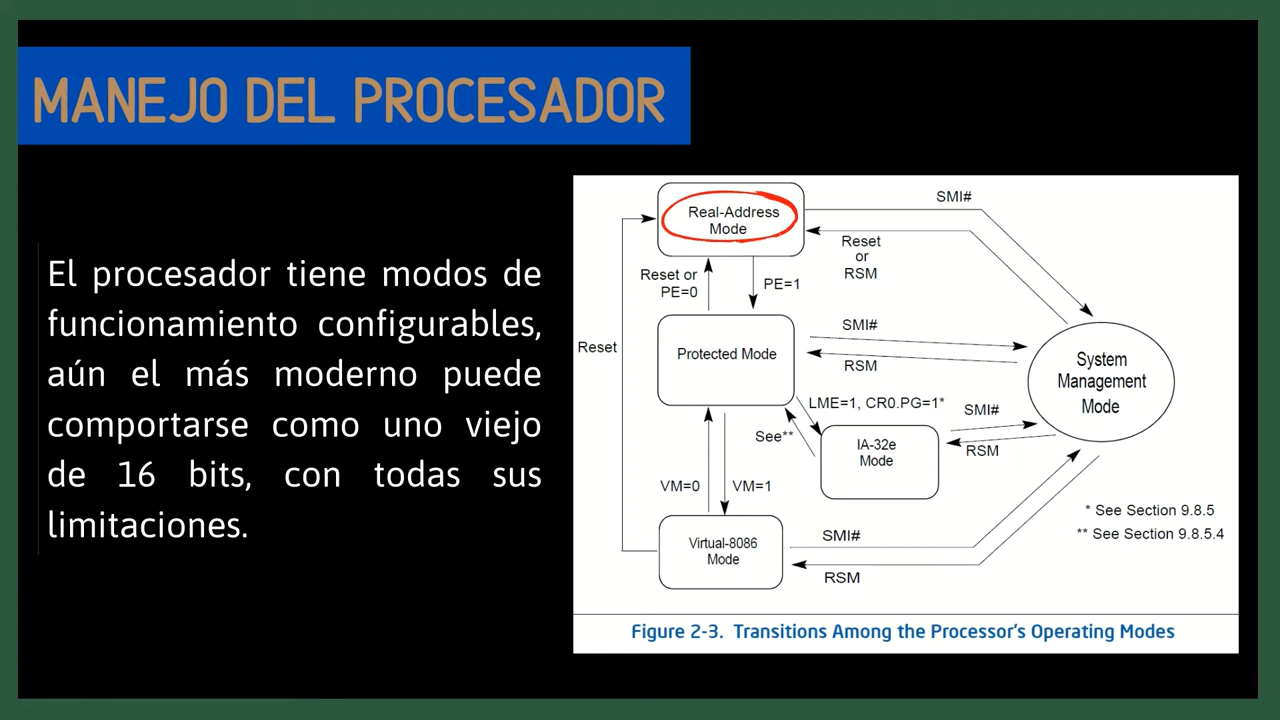 MANEJO DEL PROCESADOR
El procesador tiene modos de
funcionamiento configurables,
aún el más moderno puede
comportarse como uno viejo
de 16 bits, con todas sus
limitaciones.
Real-Address
Mode
SMI#
Reset
or
RSM
Reset or
PE=0
PE=1
Reset
Protected Mode
SMI#
RSM
System
Management
Mode
LME=1, CR0.PG=1*
See**
SMI#
RSM
IA-32e
Mode
VM=0
VM=1
Virtual-8086
Mode
SMI#
RSM
* See Section 9.8.5
** See Section 9.8.5.4
Figure 2-3. Transitions Among the Processor's Operating Modes